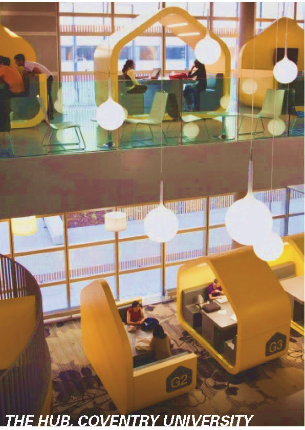 G2
G3
THE HUB, COVENTRY UNIVERSITY